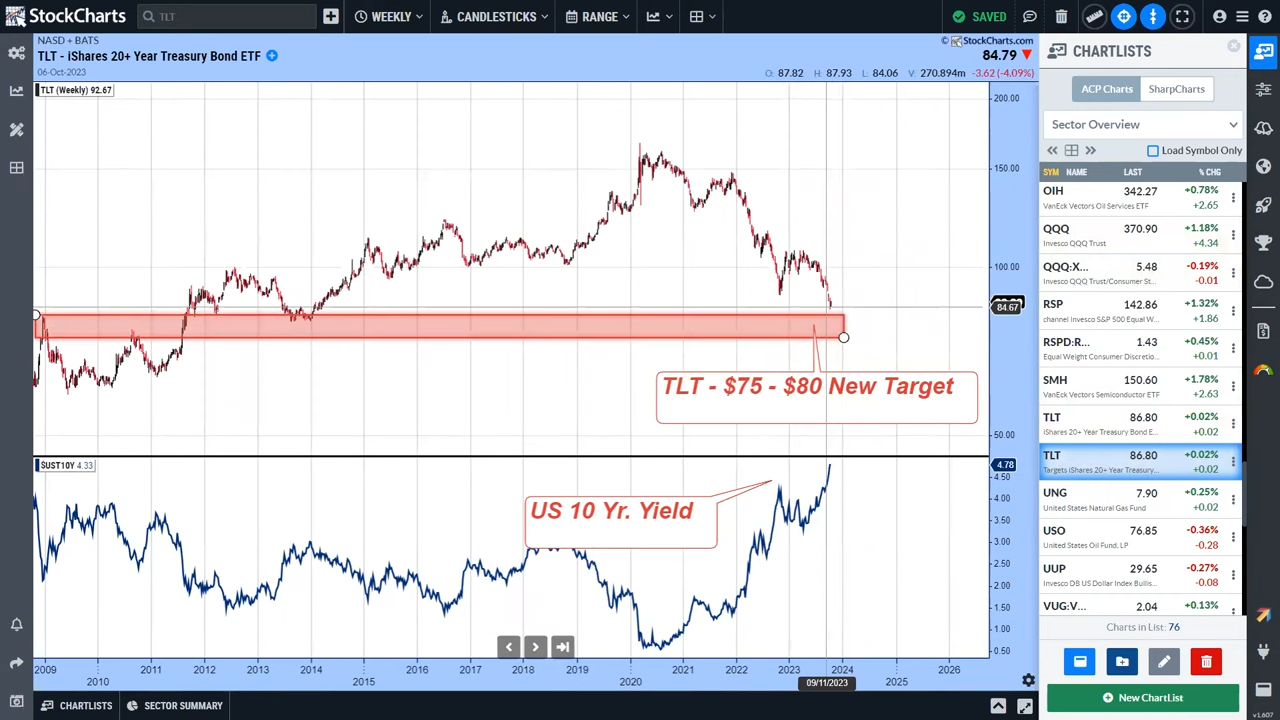 StockCharts
TLT
WEEKLY
CANDLESTICKS
RANGE
SAVED
NASD + BATS
TLT - iShares 20+ Year Treasury Bond ETF
06-Oct-2023
© StockCharts.com
84.79
O: 87.82 H: 87.93 L: 84.06 V: 270.894m -3.62 (-4.09%)
TLT (Weekly) 92.67
200.00
150.00
100.00
84.67
50.00
TLT - $75 - $80 New Target
$UST10Y 4.33
4.78
4.50
4.00
3.50
3.00
2.50
2.00
1.50
1.00
0.50
US 10 Yr. Yield
2009 2010 2011 2012 2013 2014 2015 2016 2017 2018 2019 2020 2021 2022 2023 2024 2025 2026
09/11/2023
CHARTLISTS
SECTOR SUMMARY
CHARTLISTS
ACP Charts
SharpCharts
Sector Overview
Load Symbol Only
SYM NAME LAST % CHG
OIH 342.27 +0.78%
VanEck Vectors Oil Services ETF +2.65
QQQ 370.90 +1.18%
Invesco QQQ Trust +4.34
QQQ:X... 5.48 -0.19%
Invesco QQQ Trust/Consumer St... -0.01
RSP 142.86 +1.32%
channel Invesco S&P 500 Equal W... +1.86
RSPD:R... 1.43 +0.45%
Equal Weight Consumer Discretio... +0.01
SMH 150.60 +1.78%
VanEck Vectors Semiconductor ETF +2.63
TLT 86.80 +0.02%
iShares 20+ Year Treasury Bond E... +0.02
TLT 86.80 +0.02%
Targets iShares 20+ Year Treasury... +0.02
UNG 7.90 +0.25%
United States Natural Gas Fund +0.02
USO 76.85 -0.36%
United States Oil Fund, LP -0.28
UUP 29.65 -0.27%
Invesco DB US Dollar Index Bullis... -0.08
VUG:V... 2.04 +0.13%
Charts in List: 76
New ChartList
v1.607